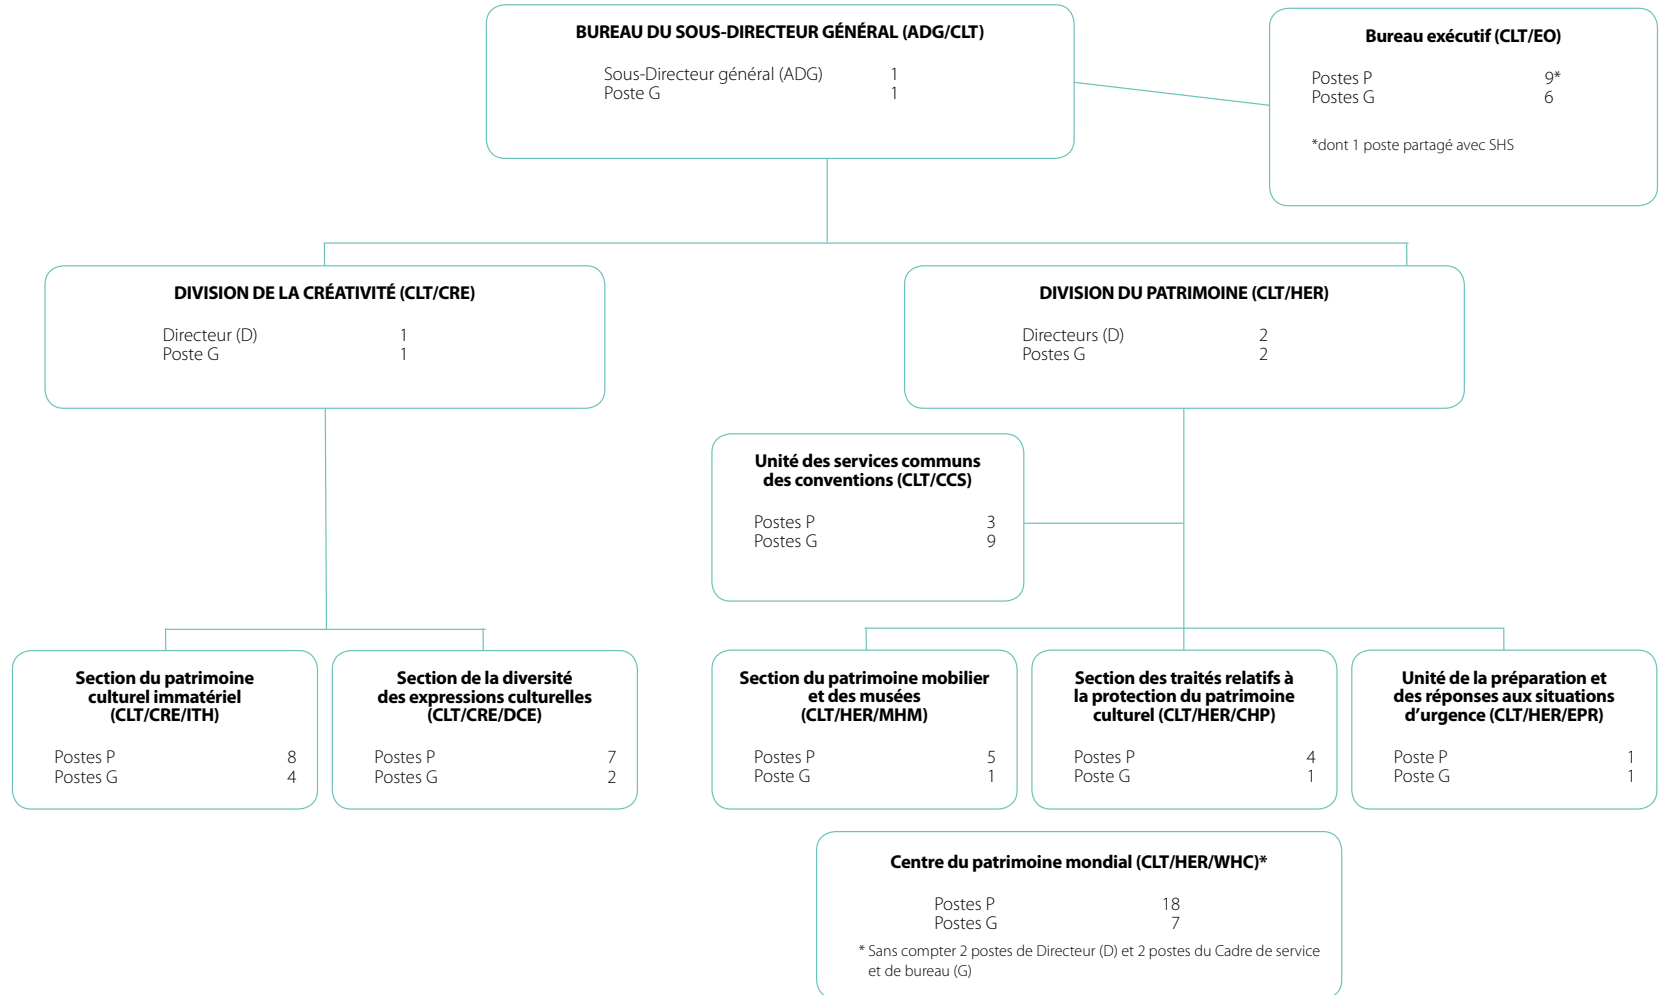 BUREAU DU SOUS-DIRECTEUR GÉNÉRAL (ADG/CLT)
Sous-Directeur général (ADG) 1
Poste G 1
Bureau exécutif (CLT/EO)
Postes P 9*
Postes G 6
*dont 1 poste partagé avec SHS
DIVISION DE LA CRÉATIVITÉ (CLT/CRE)
Directeur (D) 1
Poste G 1
DIVISION DU PATRIMOINE (CLT/HER)
Directeurs (D) 2
Postes G 2
Unité des services communs
des conventions (CLT/CCS)
Postes P 3
Postes G 9
Section du patrimoine
culturel immatériel
(CLT/CRE/ITH)
Postes P 8
Postes G 4
Section de la diversité
des expressions culturelles
(CLT/CRE/DCE)
Postes P 7
Postes G 2
Section du patrimoine mobilier
et des musées
(CLT/HER/MHM)
Postes P 5
Poste G 1
Section des traités relatifs à
la protection du patrimoine
culturel (CLT/HER/CHP)
Postes P 4
Poste G 1
Unité de la préparation et
des réponses aux situations
d’urgence (CLT/HER/EPR)
Poste P 1
Poste G 1
Centre du patrimoine mondial (CLT/HER/WHC)*
Postes P 18
Postes G 7
* Sans compter 2 postes de Directeur (D) et 2 postes du Cadre de service
et de bureau (G)